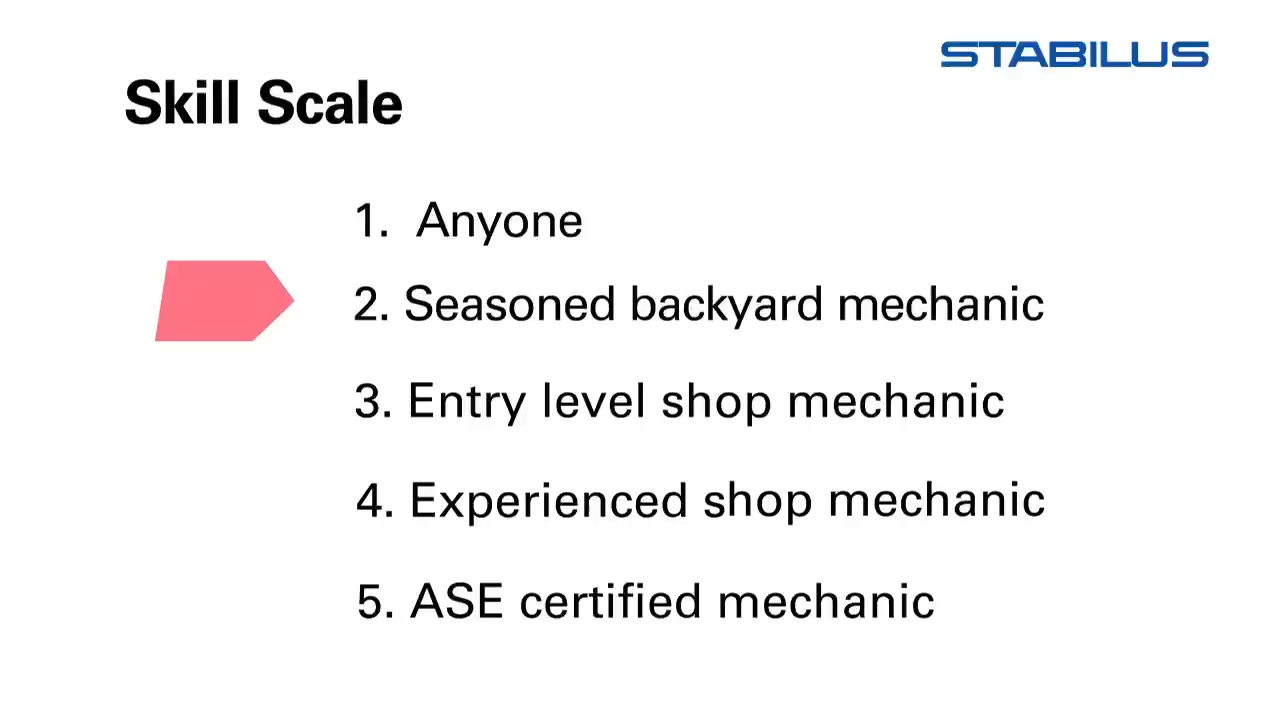 STABILUS
Skill Scale
1. Anyone
2. Seasoned backyard mechanic
3. Entry level shop mechanic
4. Experienced shop mechanic
5. ASE certified mechanic